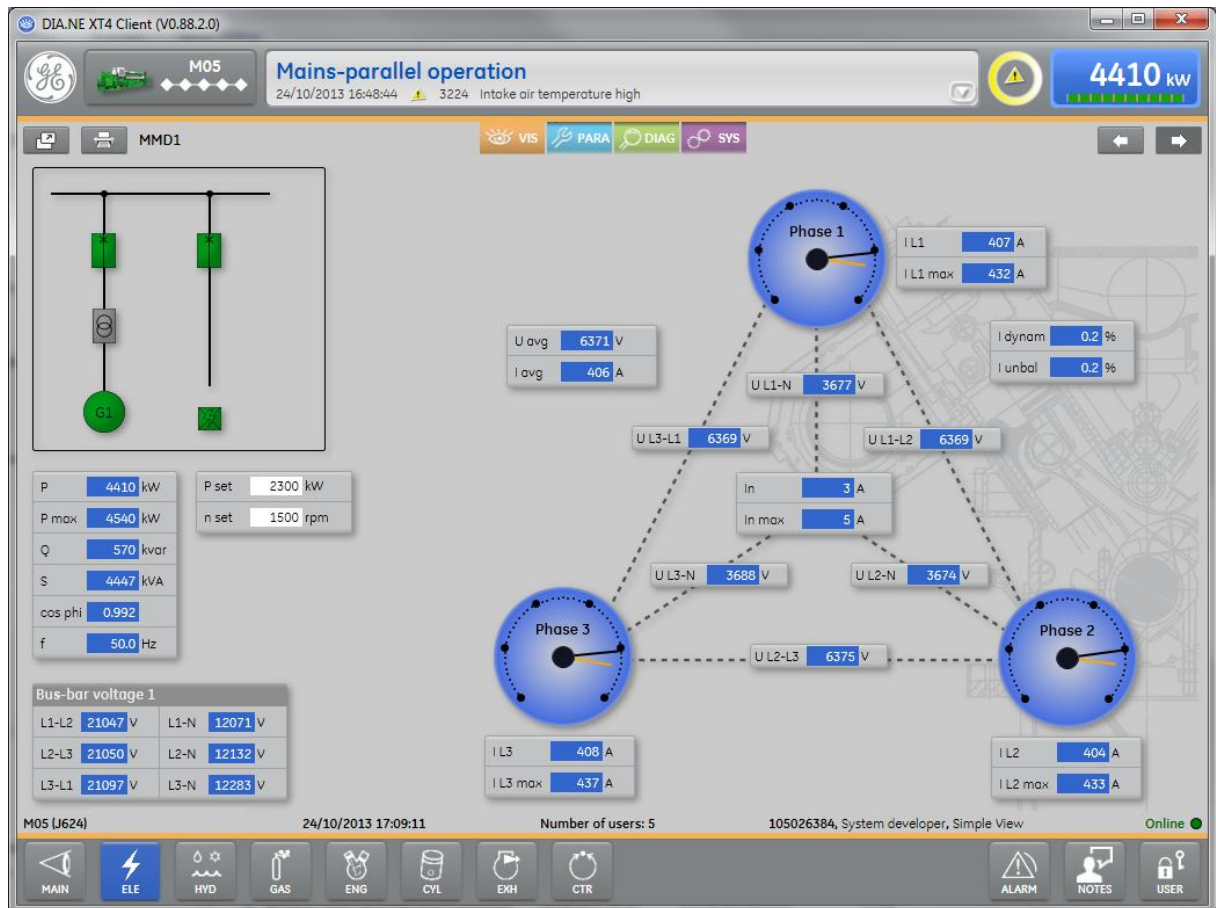 DIA.NE XT4 Client (V0.88.2.0)
M05
Mains-parallel operation
24/10/2013 16:48:44 3224 Intake air temperature high
4410 kW
MMD1
VIS PARA DIAG SYS
G1
P 4410 kW
P max 4540 kW
Q 570 kvar
S 4447 kVA
cos phi 0.992
f 50.0 Hz
P set 2300 kW
n set 1500 rpm
Bus-bar voltage 1
L1-L2 21047 V L1-N 12071 V
L2-L3 21050 V L2-N 12132 V
L3-L1 21097 V L3-N 12283 V
U avg 6371 V
I avg 406 A
Phase 1
I L1 407 A
I L1 max 432 A
I dynam 0.2 %
I unbal 0.2 %
U L1-N 3677 V
U L3-L1 6369 V
U L1-L2 6369 V
In 3 A
In max 5 A
U L3-N 3688 V
U L2-N 3674 V
Phase 3
Phase 2
U L2-L3 6375 V
I L3 408 A
I L3 max 437 A
I L2 404 A
I L2 max 433 A
M05 (J624) 24/10/2013 17:09:11 Number of users: 5 105026384, System developer, Simple View Online
MAIN ELE HYD GAS ENG CYL EXH CTR ALARM NOTES USER